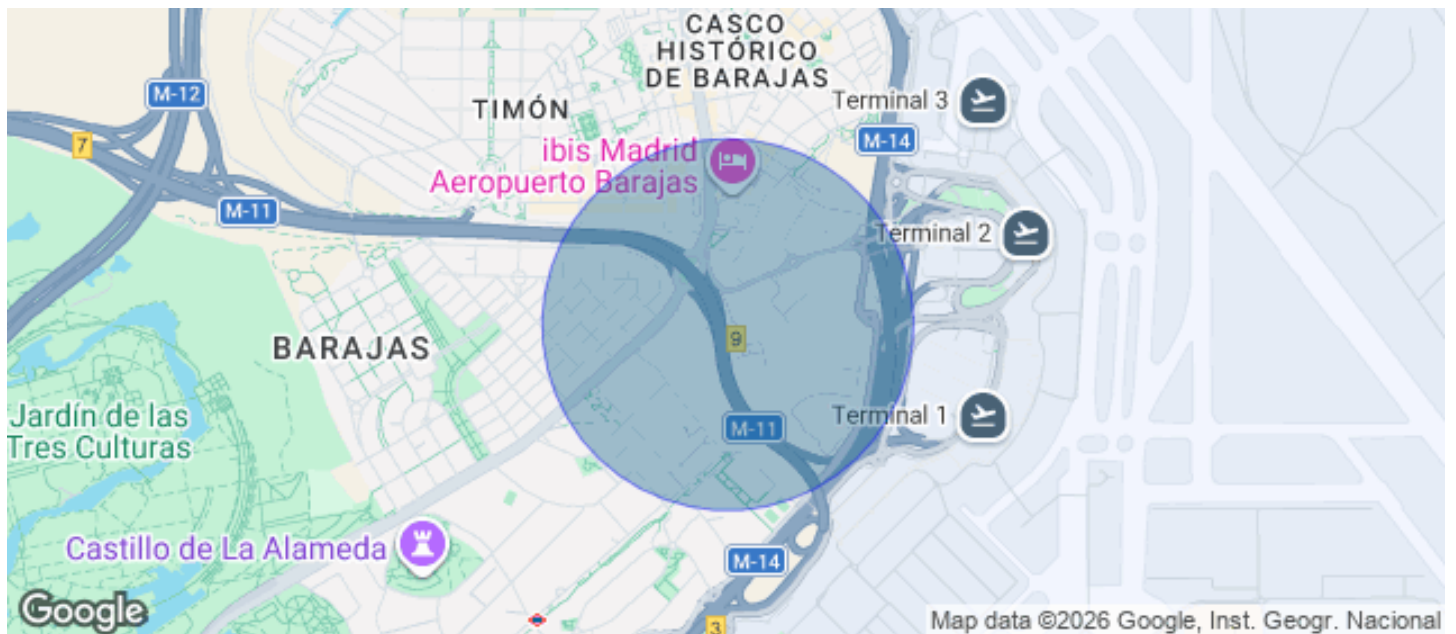 CASCO
HISTÓRICO
DE BARAJAS
Terminal 3
M-12
TIMÓN
7
M-14
ibis Madrid
Aeropuerto Barajas
M-11
Terminal 2
9
BARAJAS
Jardín de las
Tres Culturas
Terminal 1
M-11
Castillo de La Alameda
M-14
3
Google
Map data ©2026 Google, Inst. Geogr. Nacional